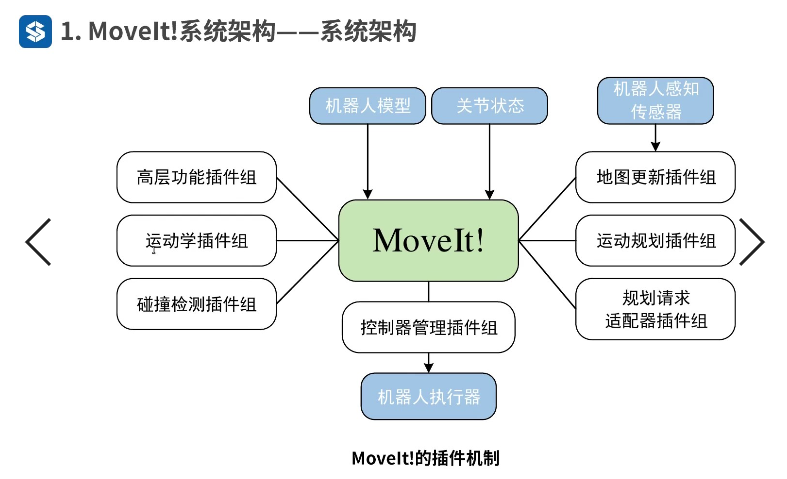 1. MoveIt!系统架构——系统架构
机器人模型
关节状态
机器人感知
传感器
高层功能插件组
地图更新插件组
运动学插件组
MoveIt!
运动规划插件组
碰撞检测插件组
规划请求
适配器插件组
控制器管理插件组
机器人执行器
MoveIt!的插件机制